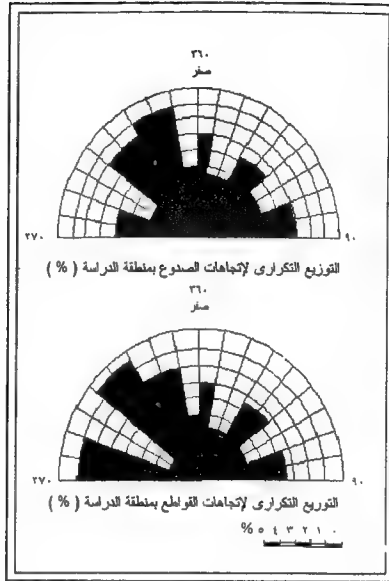 ٣٦٠
صفر
٢٧٠
٩٠
التوزيع التكرارى لإتجاهات الصدوع بمنطقة الدراسة ( % )
٣٦٠
صفر
٢٧٠
٩٠
التوزيع التكرارى لإتجاهات القواطع بمنطقة الدراسة ( % )
% ٥ ٤ ٣ ٢ ١ ٠